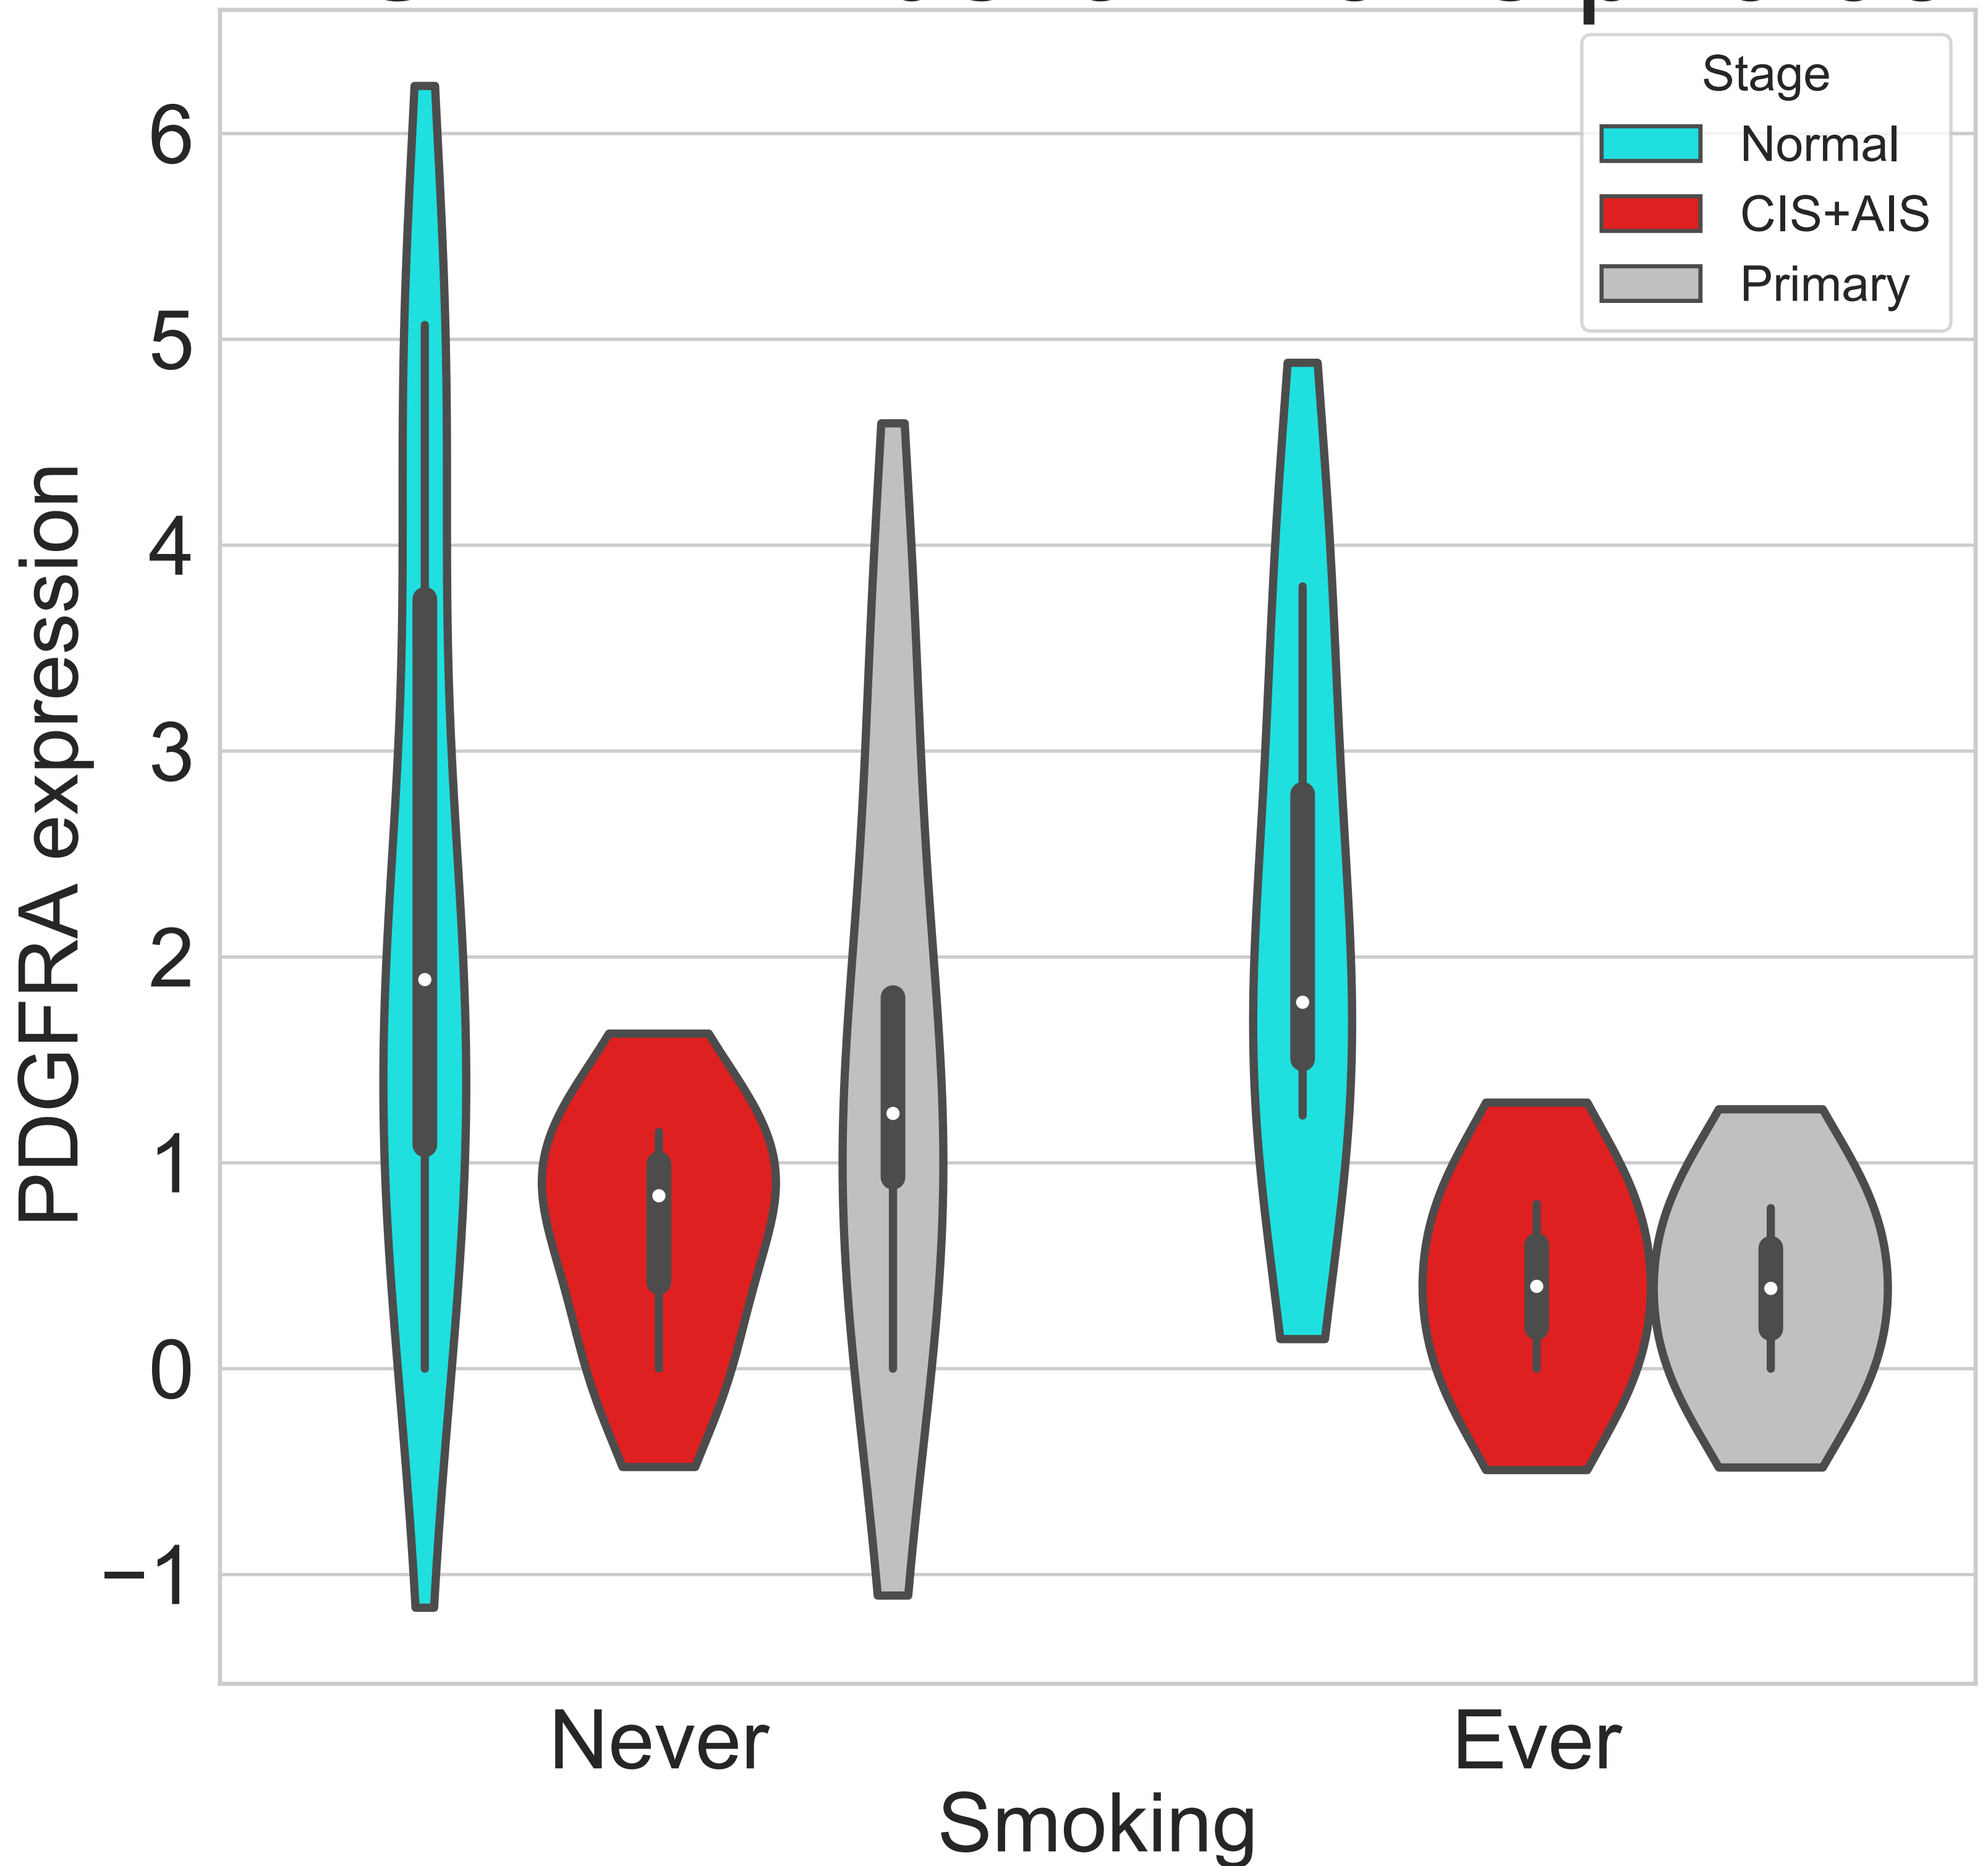 Stage
Normal
CIS+AIS
Primary
6
5
4
3
2
1
0
−1
PDGFRA expression
Never
Ever
Smoking